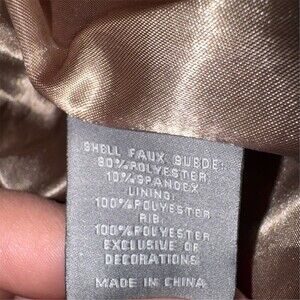 SHELL FAUX SUEDE:
90%POLYESTER
10%SPANDEX
LINING:
100%POLYESTER
RIB:
100%POLYESTER
EXCLUSIVE OF
DECORATIONS
MADE IN CHINA